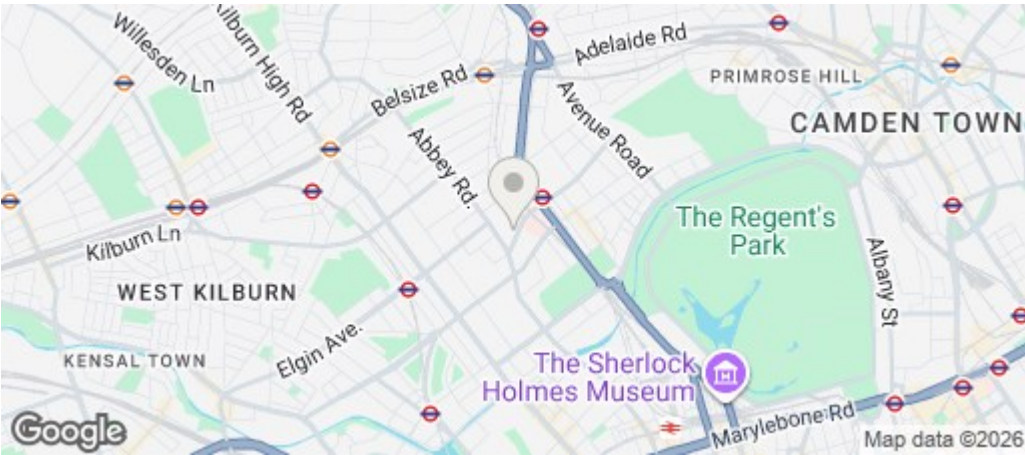 Willesden Ln
Kilburn High Rd
Belsize Rd
Adelaide Rd
PRIMROSE HILL
Avenue Road
CAMDEN TOWN
Abbey Rd.
The Regent's
Park
Kilburn Ln
Albany St
WEST KILBURN
Elgin Ave.
KENSAL TOWN
The Sherlock
Holmes Museum
Marylebone Rd
Google
Map data ©2026